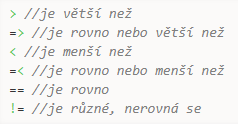 > //je větší než
=> //je rovno nebo větší než
< //je menší než
=< //je rovno nebo menší než
== //je rovno
!= //je různé, nerovná se